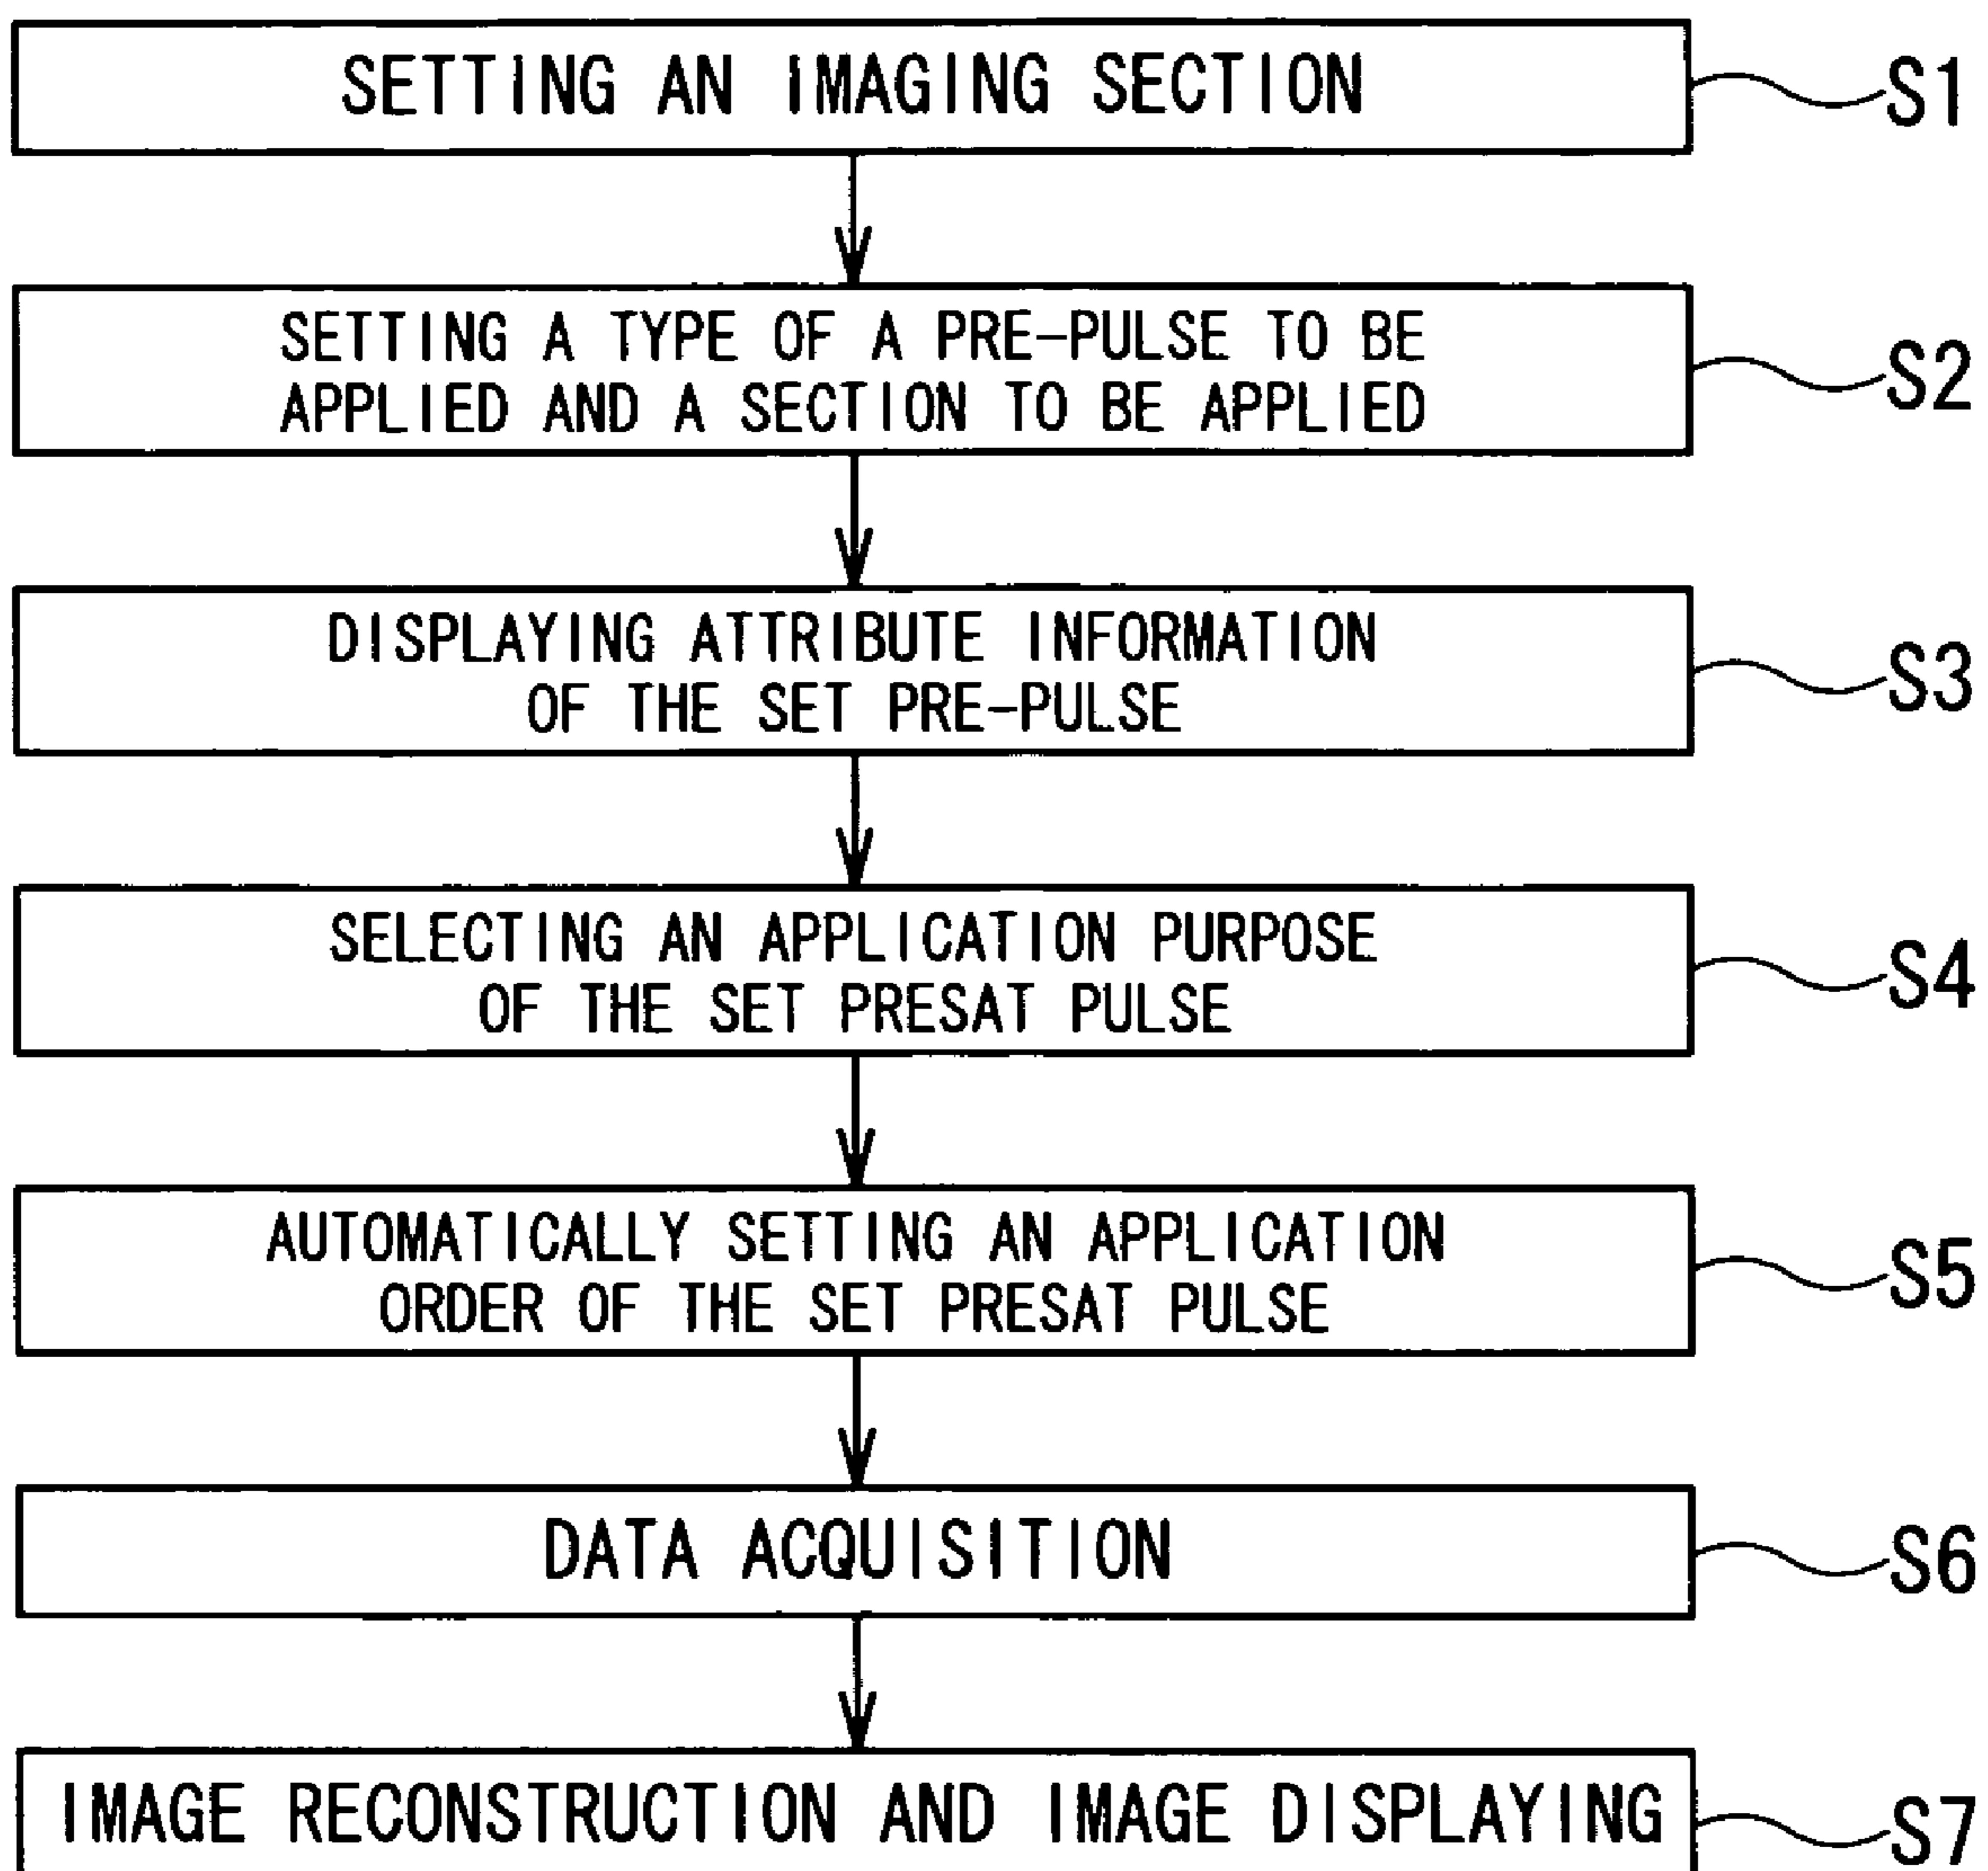 SETTING AN IMAGING SECTION
S1
SETTING A TYPE OF A PRE-PULSE TO BE
APPLIED AND A SECTION TO BE APPLIED
S2
DISPLAYING ATTRIBUTE INFORMATION
OF THE SET PRE-PULSE
S3
SELECTING AN APPLICATION PURPOSE
OF THE SET PRESAT PULSE
S4
AUTOMATICALLY SETTING AN APPLICATION
ORDER OF THE SET PRESAT PULSE
S5
DATA ACQUISITION
S6
IMAGE RECONSTRUCTION AND IMAGE DISPLAYING
S7